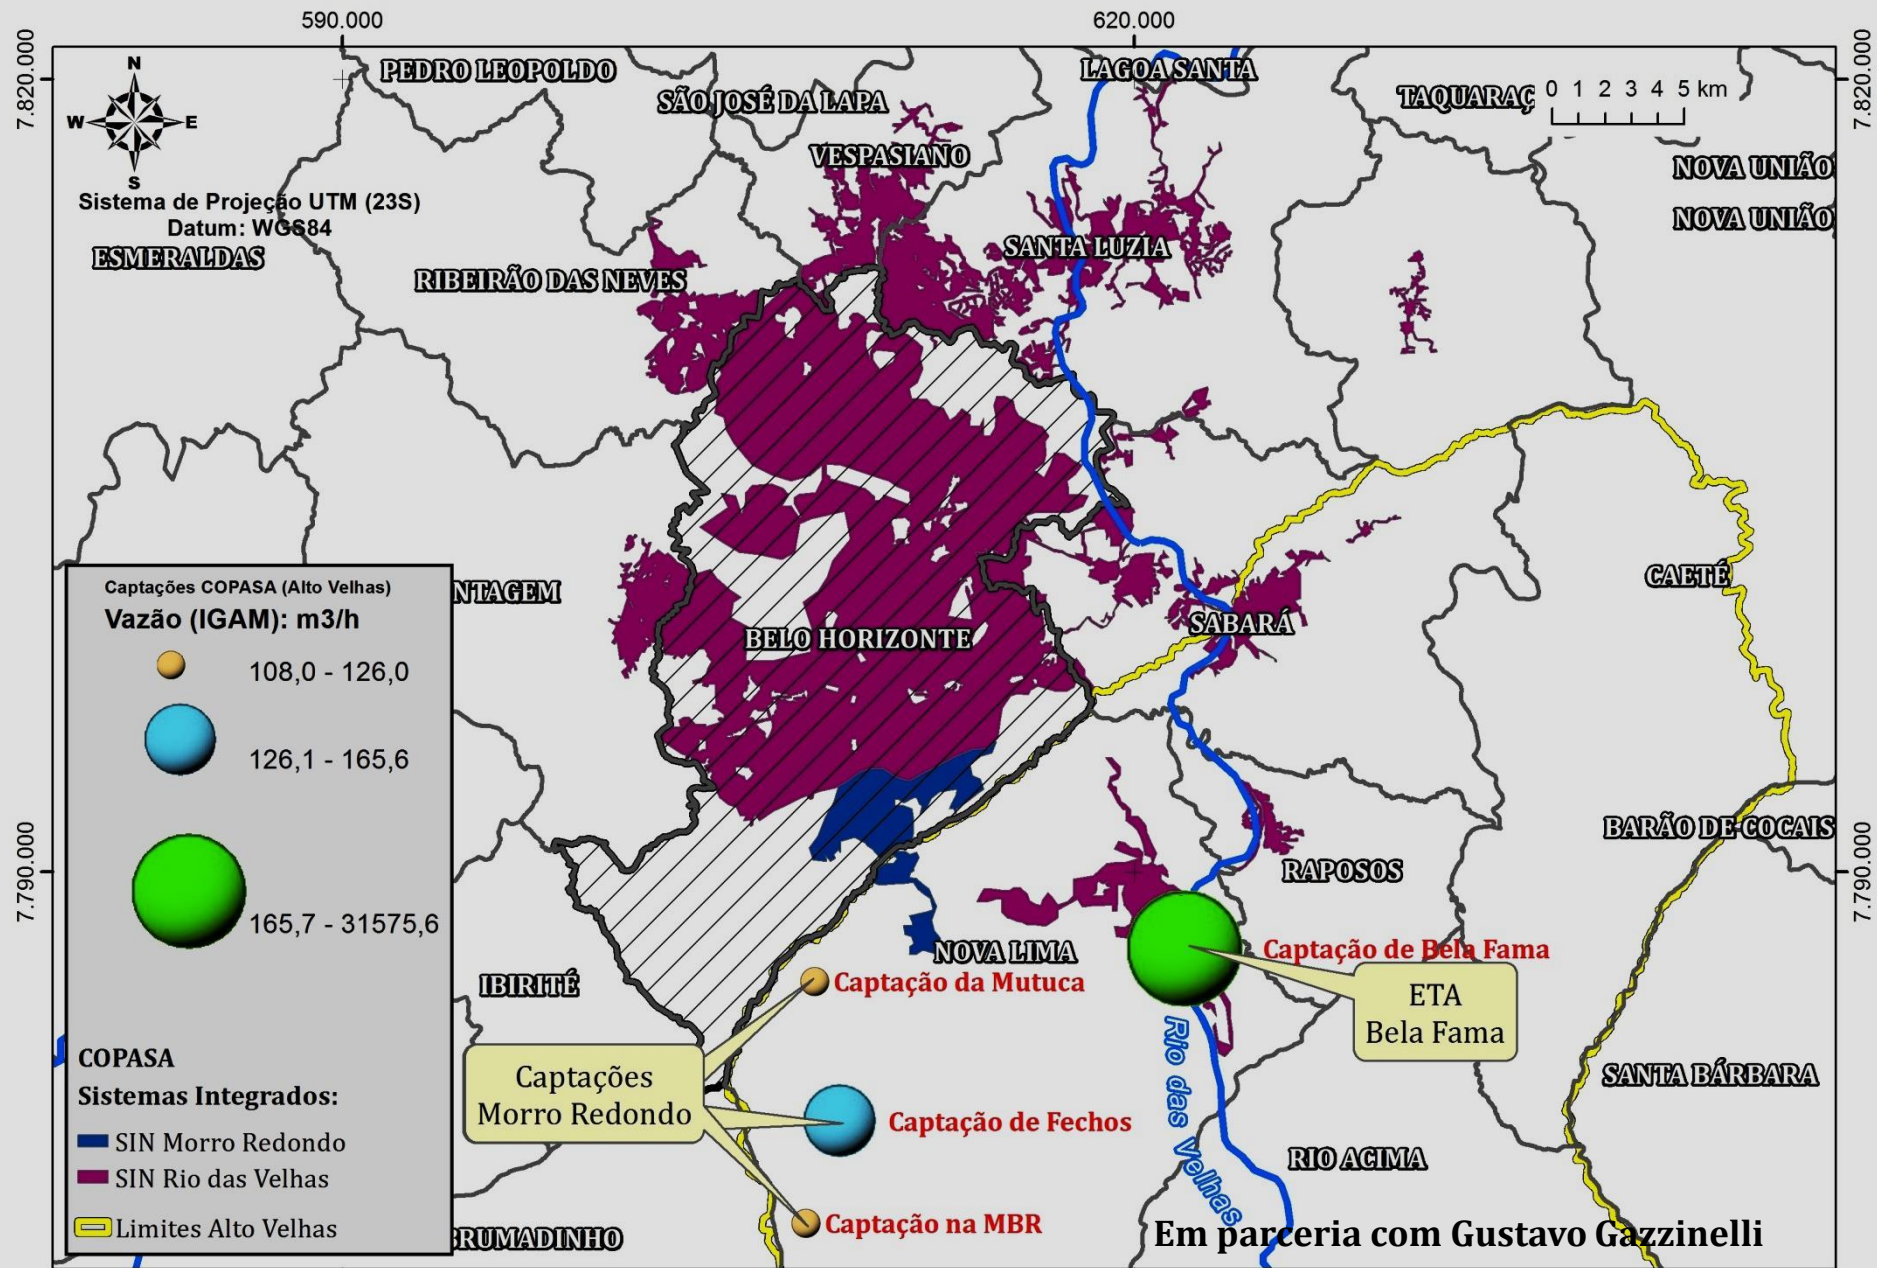 590.000
620.000
7.820.000
7.820.000
PEDRO LEOPOLDO
LAGOA SANTA
SÃO JOSÉ DA LAPA
TAQUARAÇ
0 1 2 3 4 5 km
N
W
E
S
VESPASIANO
NOVA UNIÃO
Sistema de Projeção UTM (23S)
Datum: WGS84
NOVA UNIÃO
ESMERALDAS
SANTA LUZIA
RIBEIRÃO DAS NEVES
Captações COPASA (Alto Velhas)
Vazão (IGAM): m3/h
108,0 - 126,0
126,1 - 165,6
165,7 - 31575,6
COPASA
Sistemas Integrados:
SIN Morro Redondo
SIN Rio das Velhas
Limites Alto Velhas
NTAGEM
CAETÉ
BELO HORIZONTE
SABARÁ
BARÃO DE COCAIS
7.790.000
7.790.000
RAPOSOS
NOVA LIMA
Captação de Bela Fama
IBIRITÉ
Captação da Mutuca
ETA
Bela Fama
Captações
Morro Redondo
Rio das Velhas
SANTA BÁRBARA
Captação de Fechos
RIO ACIMA
Captação na MBR
BRUMADINHO
Em parceria com Gustavo Gazzinelli